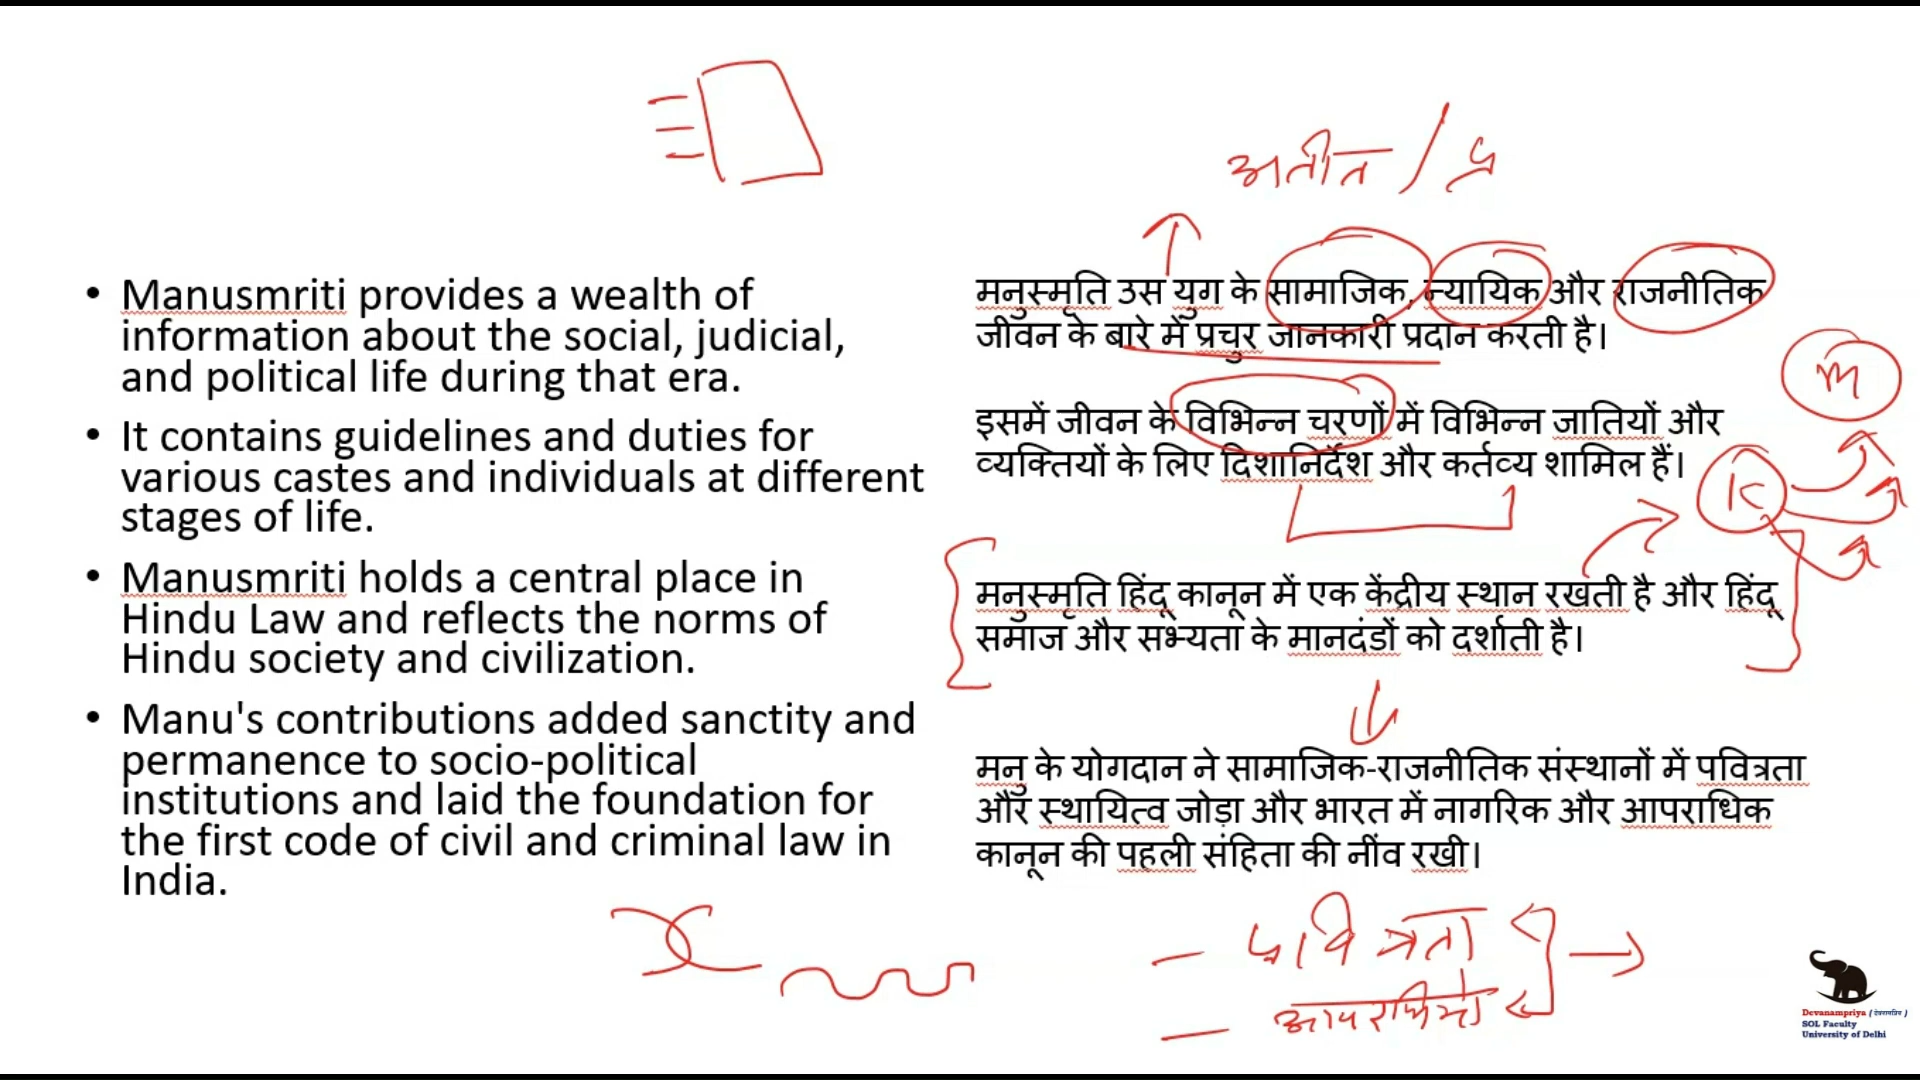 अतीत /
• Manusmriti provides a wealth of
information about the social, judicial,
and political life during that era.
• It contains guidelines and duties for
various castes and individuals at different
stages of life.
• Manusmriti holds a central place in
Hindu Law and reflects the norms of
Hindu society and civilization.
• Manu's contributions added sanctity and
permanence to socio-political
institutions and laid the foundation for
the first code of civil and criminal law in
India.
मनुस्मृति उस युग के सामाजिक, न्यायिक और राजनीतिक
जीवन के बारे में प्रचुर जानकारी प्रदान करती है।
m
इसमें जीवन के विभिन्न चरणों में विभिन्न जातियों और
व्यक्तियों के लिए दिशानिर्देश और कर्तव्य शामिल हैं।
K
मनुस्मृति हिंदू कानून में एक केंद्रीय स्थान रखती है और हिंदू
समाज और सभ्यता के मानदंडों को दर्शाती है।
मनु के योगदान ने सामाजिक-राजनीतिक संस्थानों में पवित्रता
और स्थायित्व जोड़ा और भारत में नागरिक और आपराधिक
कानून की पहली संहिता की नींव रखी।
- पवित्रता
Devanampriya (देवनामप्रिय)
SOL Faculty
University of Delhi